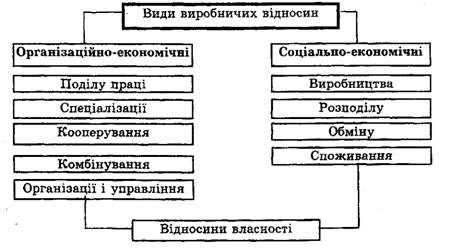 Види виробничих відносин
Організаційно-економічні
Поділу праці
Спеціалізації
Кооперування
Комбінування
Організації і управління
Соціально-економічні
Виробництва
Розподілу
Обміну
Споживання
Відносини власності